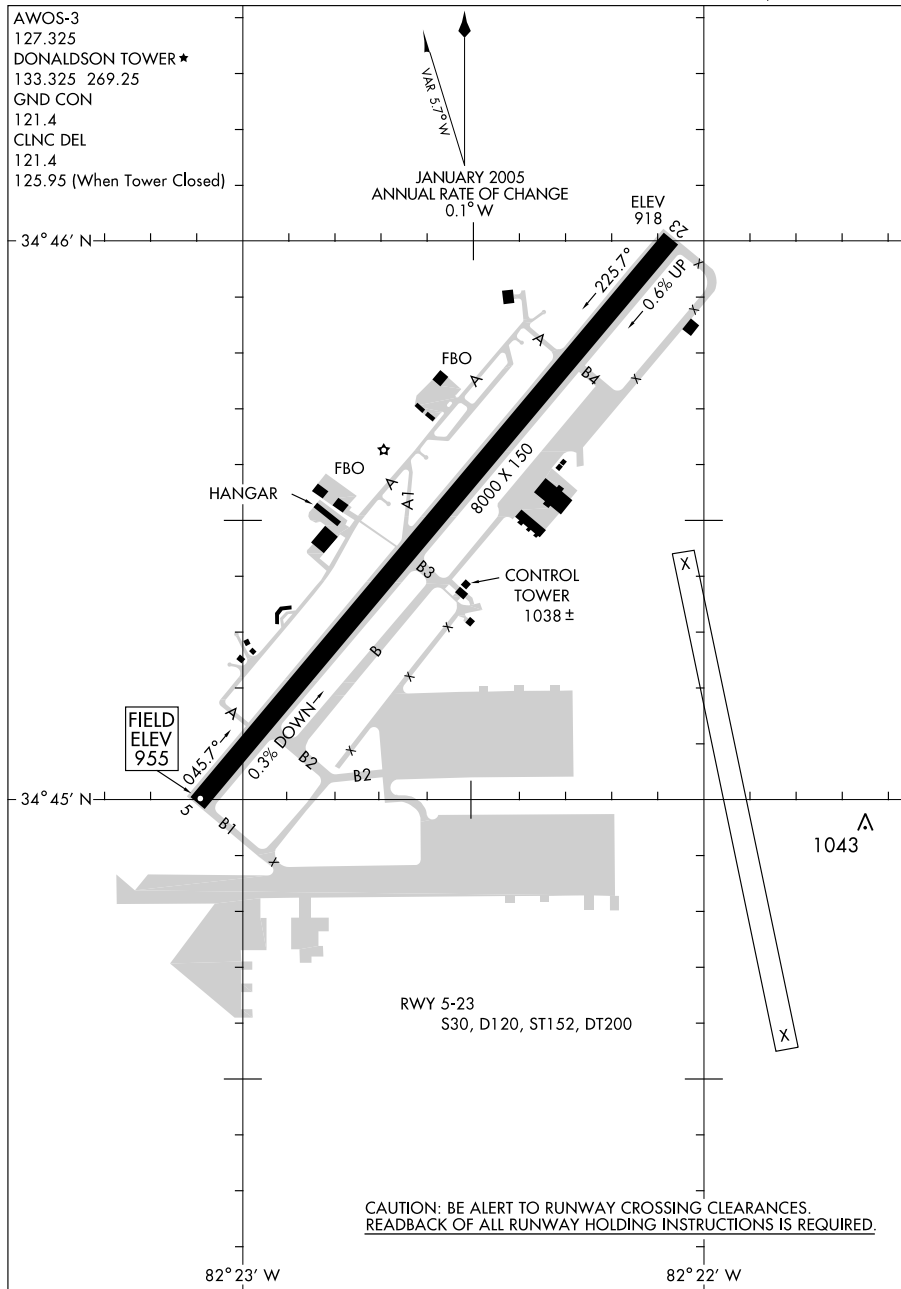 AWOS-3
127.325
DONALDSON TOWER★
133.325 269.25
GND CON
121.4
CLNC DEL
121.4
125.95 (When Tower Closed)
VAR 5.7° W
JANUARY 2005
ANNUAL RATE OF CHANGE
0.1° W
ELEV
918
23
34° 46' N
225.7°
0.6% UP
X
X
A
FBO
A
B4
X
8000 X 150
FBO
A
A1
HANGAR
B3
X
CONTROL
TOWER
1038 ±
X
B
X
A
FIELD
ELEV
955
045.7°
0.3% DOWN
X
B2
B2
34° 45' N
5
B1
X
1043
RWY 5-23
S30, D120, ST152, DT200
X
CAUTION: BE ALERT TO RUNWAY CROSSING CLEARANCES.
READBACK OF ALL RUNWAY HOLDING INSTRUCTIONS IS REQUIRED.
82° 23' W
82° 22' W